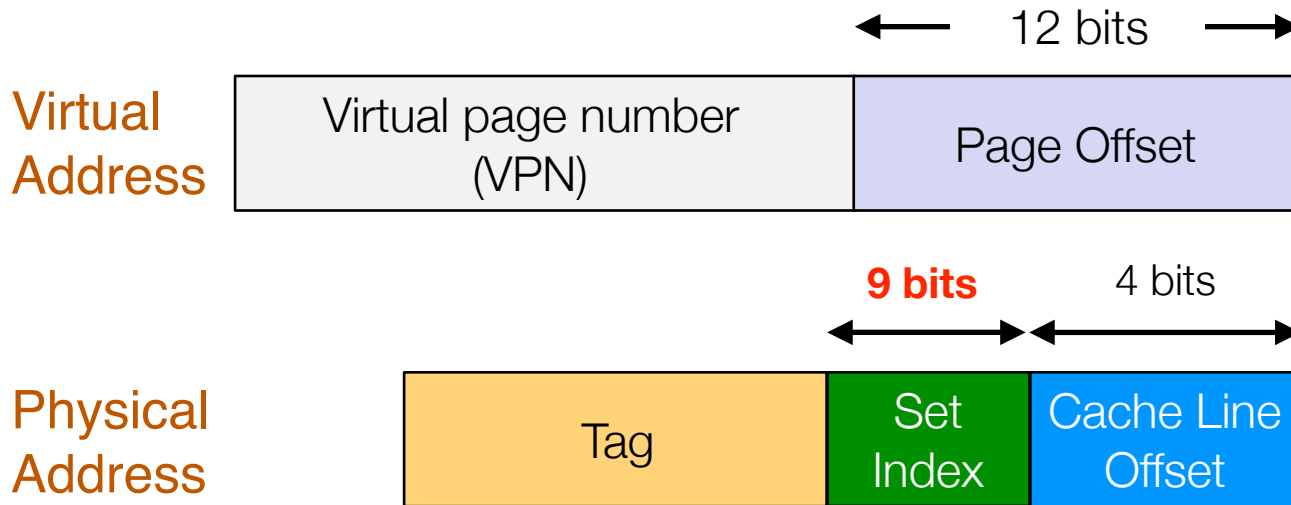 12 bits
Virtual
Address
Virtual page number
(VPN)
Page Offset
9 bits
4 bits
Physical
Address
Tag
Set
Index
Cache Line
Offset